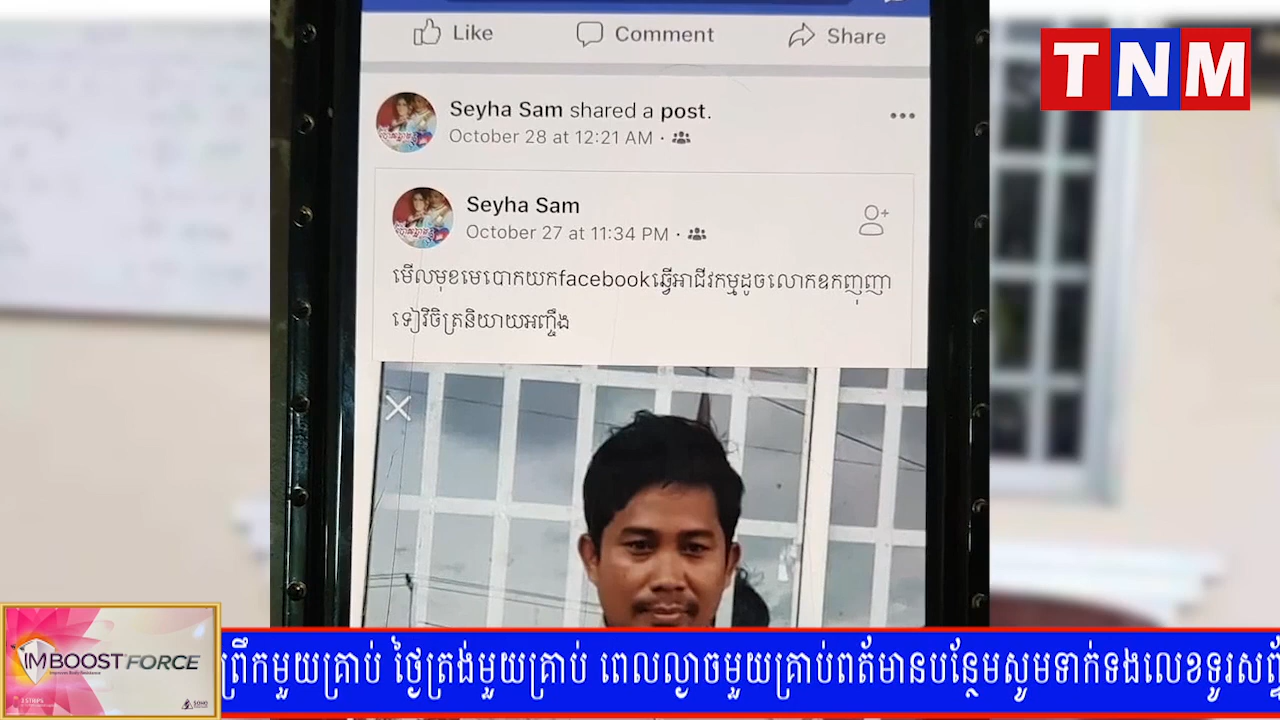 Like
Comment
Share
TNM
Seyha Sam shared a post.
October 28 at 12:21 AM ·
Seyha Sam
October 27 at 11:34 PM ·
មើលមុខមេបោកយកfacebookធ្វើអាជីវកម្មដូចលោកឧកញុញា
ទៀវិចិត្រនិយាយអញ្ចឹង
IMBOOSTFORCE
ព្រឹកមួយគ្រាប់ ថ្ងៃត្រង់មួយគ្រាប់ ពេលល្ងាចមួយគ្រាប់ពត៌មានបន្ថែមសូមទាក់ទងលេខទូរសព្ទ័
SOHO